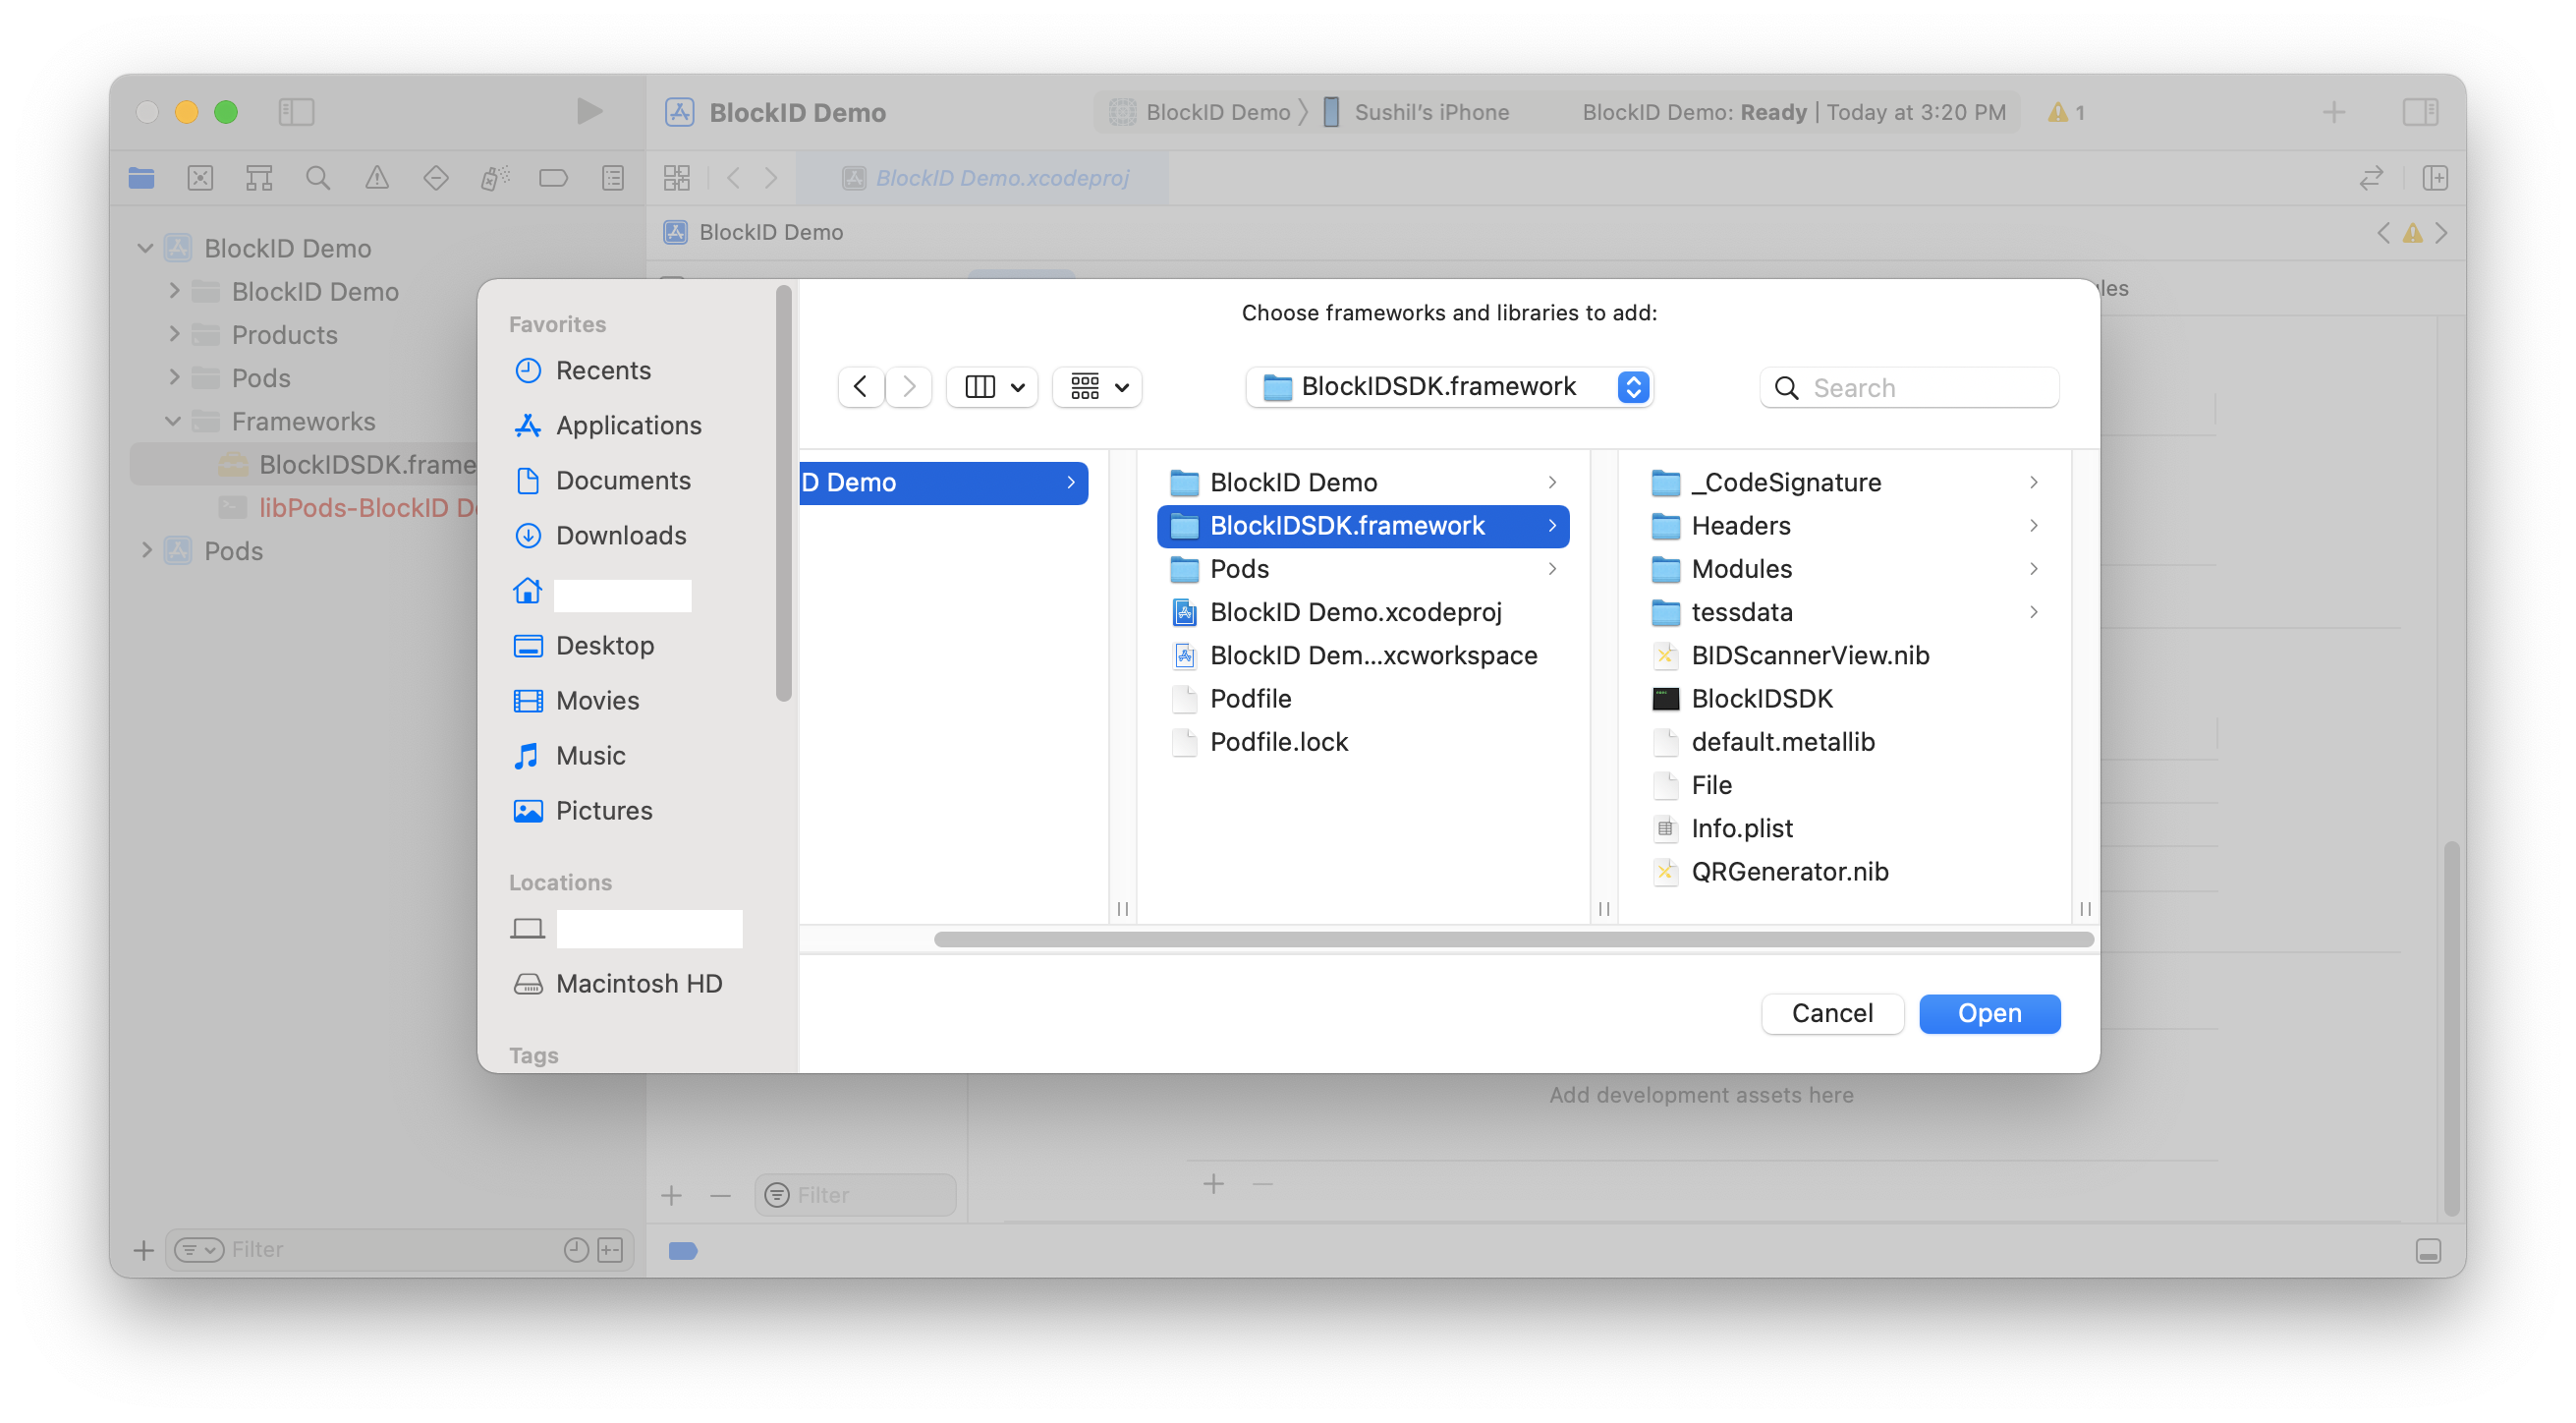 BlockID Demo
BlockID Demo
Sushil's iPhone
BlockID Demo: Ready | Today at 3:20 PM
1
BlockID Demo.xcodeproj
BlockID Demo
BlockID Demo
BlockID Demo
Products
Pods
Frameworks
BlockIDSDK.frame
libPods-BlockID D
Pods
Favorites
Recents
Applications
Documents
Downloads
Desktop
Movies
Music
Pictures
Locations
Macintosh HD
Tags
Choose frameworks and libraries to add:
BlockIDSDK.framework
Search
D Demo
BlockID Demo
BlockIDSDK.framework
Pods
BlockID Demo.xcodeproj
BlockID Dem...xcworkspace
Podfile
Podfile.lock
_CodeSignature
Headers
Modules
tessdata
BIDScannerView.nib
BlockIDSDK
default.metallib
File
Info.plist
QRGenerator.nib
Cancel
Open
Add development assets here
Filter
Filter